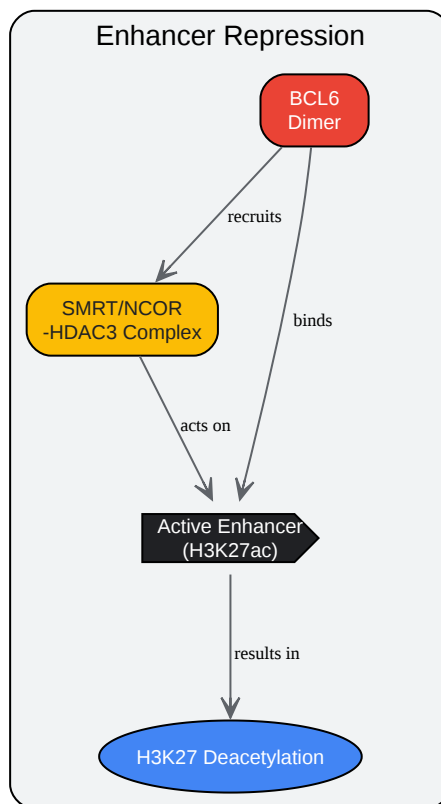 Enhancer Repression
BCL6
Dimer
recruits
SMRT/NCOR
-HDAC3 Complex
binds
acts on
Active Enhancer
(H3K27ac)
results in
H3K27 Deacetylation